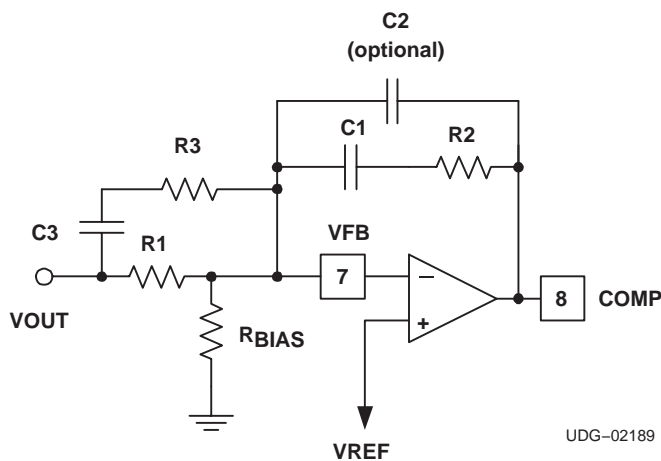 C2
(optional)
C1
R2
R3
C3
R1
VFB
7
8
COMP
VOUT
RBIAS
VREF
UDG–02189